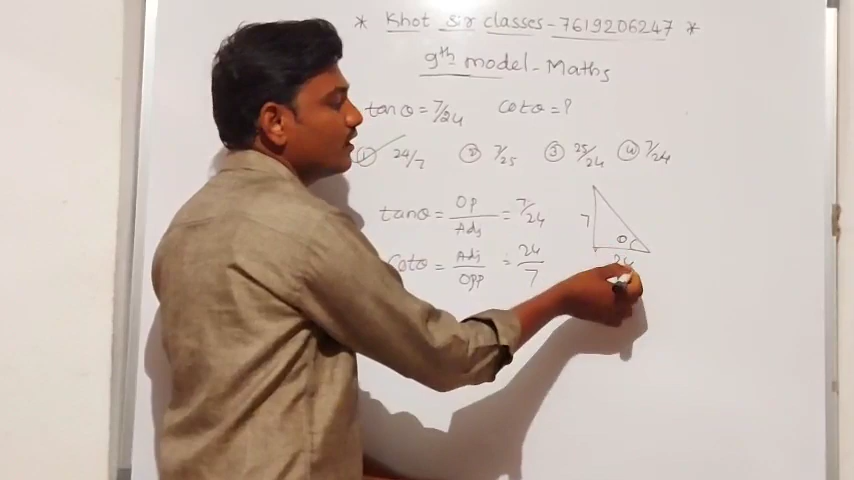 * Khot Sir classes - 7619206247 *
9th model - Maths
tanθ = 7/24 Cotθ = ?
① 24/7 ② 7/25 ③ 25/24 ④ 7/24
tanθ = OP/Adj = 7/24
Cotθ = Adj/OPP = 24/7
7
θ
24